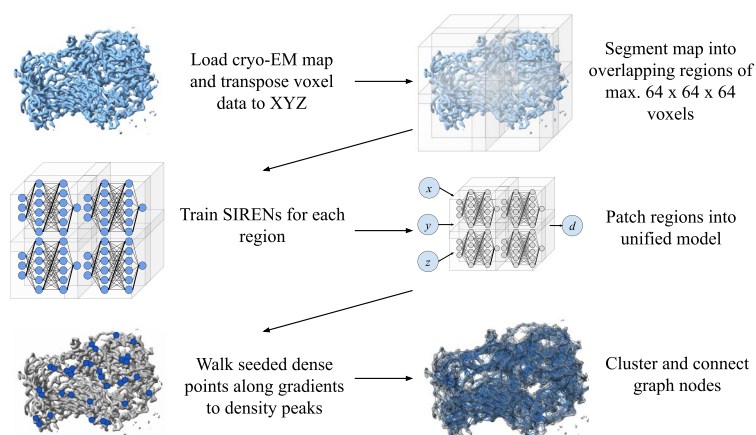 Load cryo-EM map
and transpose voxel
data to XYZ
Segment map into
overlapping regions of
max. 64 x 64 x 64
voxels
Train SIRENs for each
region
x
y
z
d
Patch regions into
unified model
Walk seeded dense
points along gradients
to density peaks
Cluster and connect
graph nodes